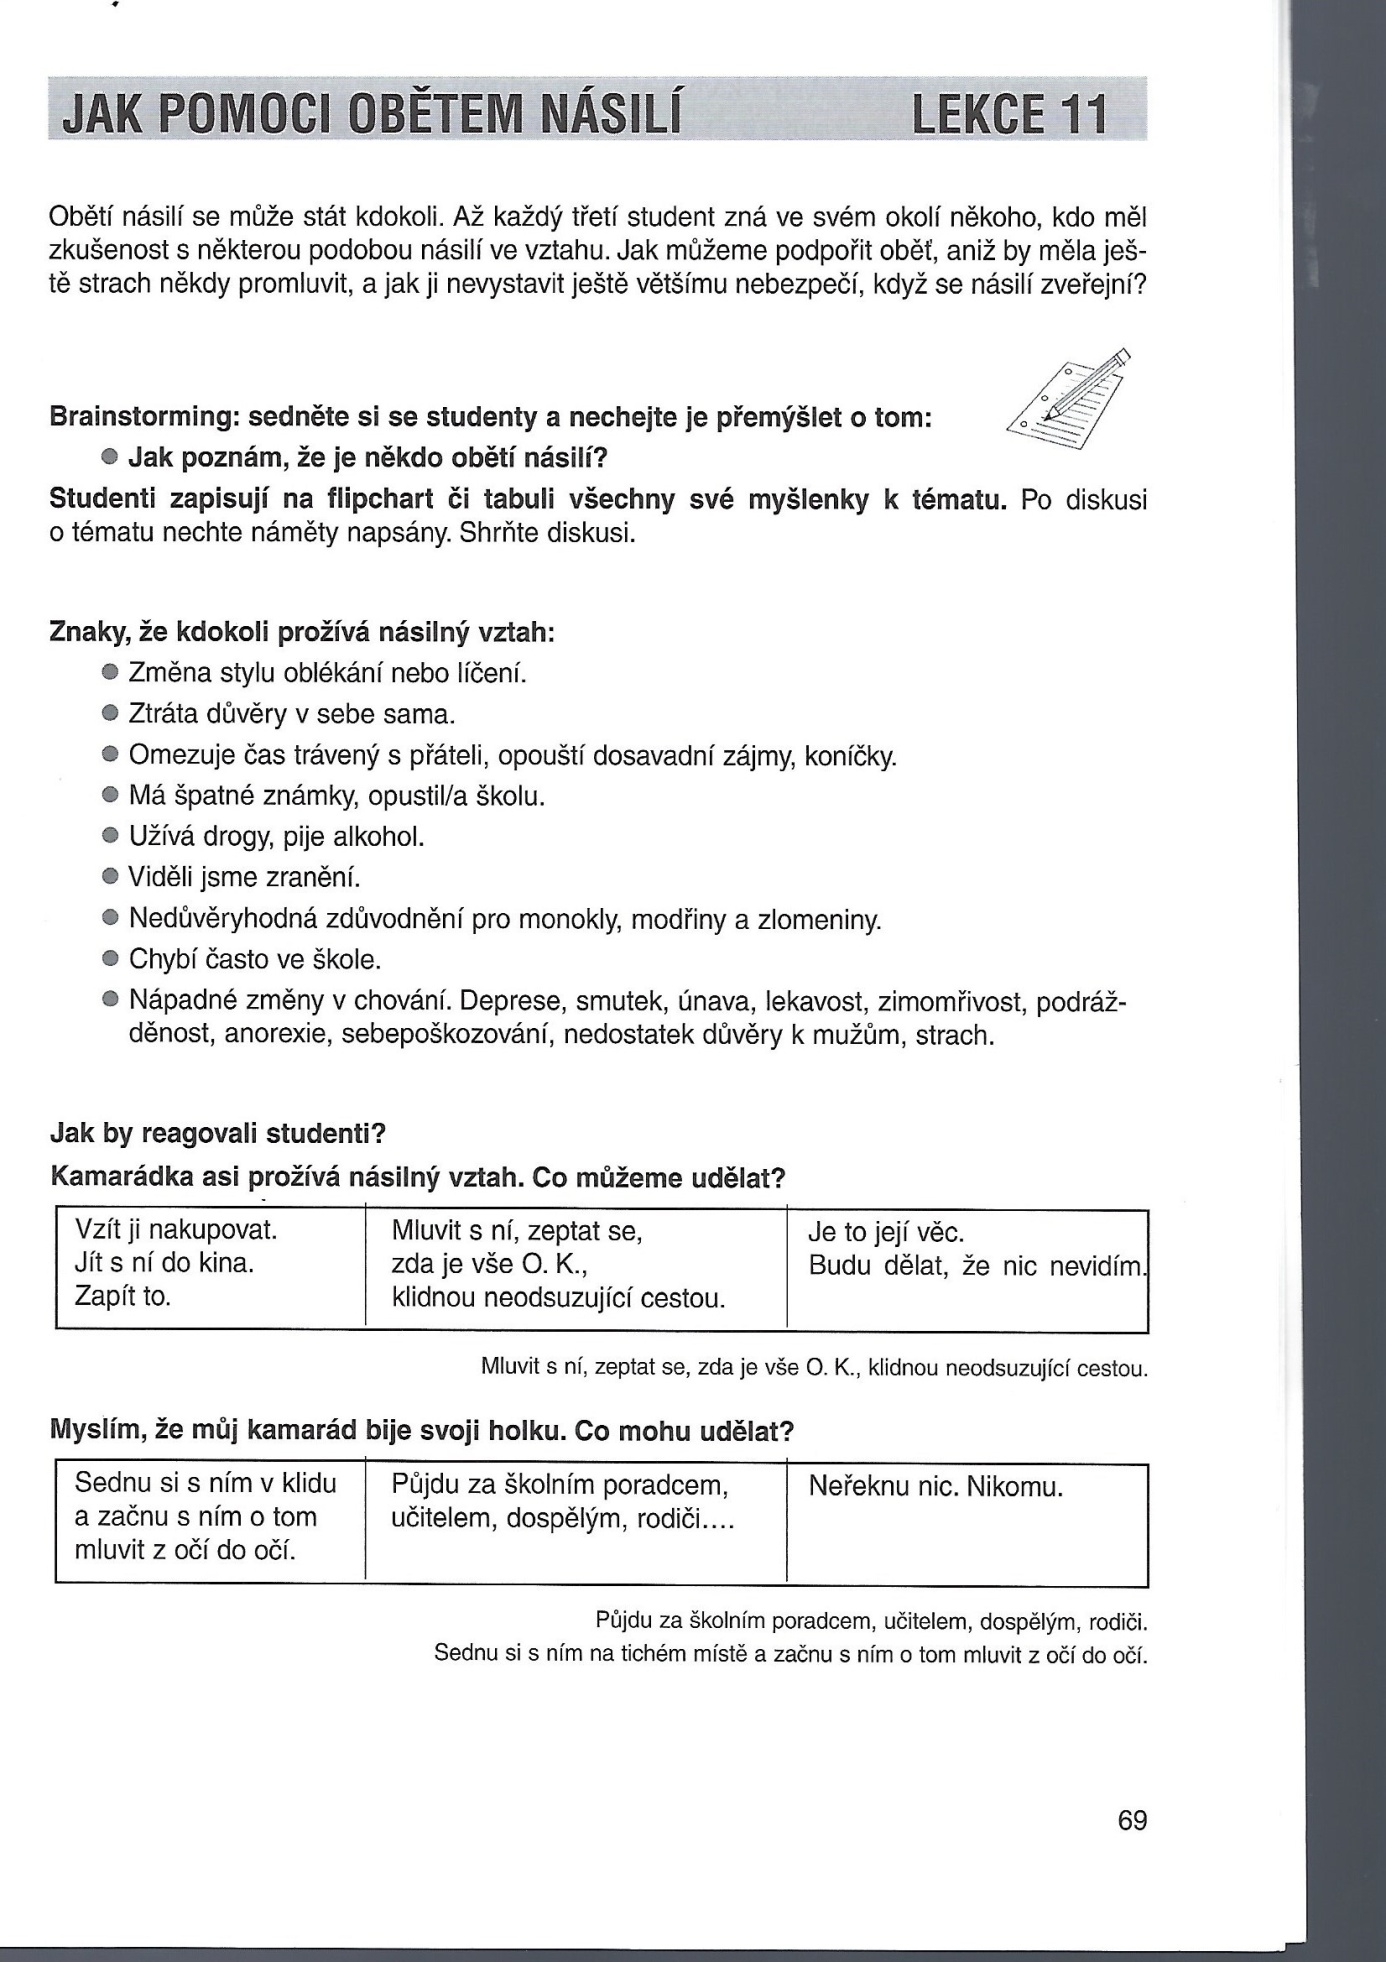 JAK POMOCI OBĚTEM NÁSILÍ LEKCE 11
Obětí násilí se může stát kdokoli. Až každý třetí student zná ve svém okolí někoho, kdo měl
zkušenost s některou podobou násilí ve vztahu. Jak můžeme podpořit oběť, aniž by měla ješ-
tě strach někdy promluvit, a jak ji nevystavit ještě většímu nebezpečí, když se násilí zveřejní?
Brainstorming: sedněte si se studenty a nechejte je přemýšlet o tom:
● Jak poznám, že je někdo obětí násilí?
Studenti zapisují na flipchart či tabuli všechny své myšlenky k tématu. Po diskusi
o tématu nechte náměty napsány. Shrňte diskusi.
Znaky, že kdokoli prožívá násilný vztah:
● Změna stylu oblékání nebo líčení.
● Ztráta důvěry v sebe sama.
● Omezuje čas trávený s přáteli, opouští dosavadní zájmy, koníčky.
● Má špatné známky, opustil/a školu.
● Užívá drogy, pije alkohol.
● Viděli jsme zranění.
● Nedůvěryhodná zdůvodnění pro monokly, modřiny a zlomeniny.
● Chybí často ve škole.
● Nápadné změny v chování. Deprese, smutek, únava, lekavost, zimomřivost, podráž-
děnost, anorexie, sebepoškozování, nedostatek důvěry k mužům, strach.
Jak by reagovali studenti?
Kamarádka asi prožívá násilný vztah. Co můžeme udělat?
Vzít ji nakupovat.
Jít s ní do kina.
Zapít to.
Mluvit s ní, zeptat se,
zda je vše O. K.,
klidnou neodsuzující cestou.
Je to její věc.
Budu dělat, že nic nevidím.
Mluvit s ní, zeptat se, zda je vše O. K., klidnou neodsuzující cestou.
Myslím, že můj kamarád bije svoji holku. Co mohu udělat?
Sednu si s ním v klidu
a začnu s ním o tom
mluvit z očí do očí.
Půjdu za školním poradcem,
učitelem, dospělým, rodiči....
Neřeknu nic. Nikomu.
Půjdu za školním poradcem, učitelem, dospělým, rodiči.
Sednu si s ním na tichém místě a začnu s ním o tom mluvit z očí do očí.
69